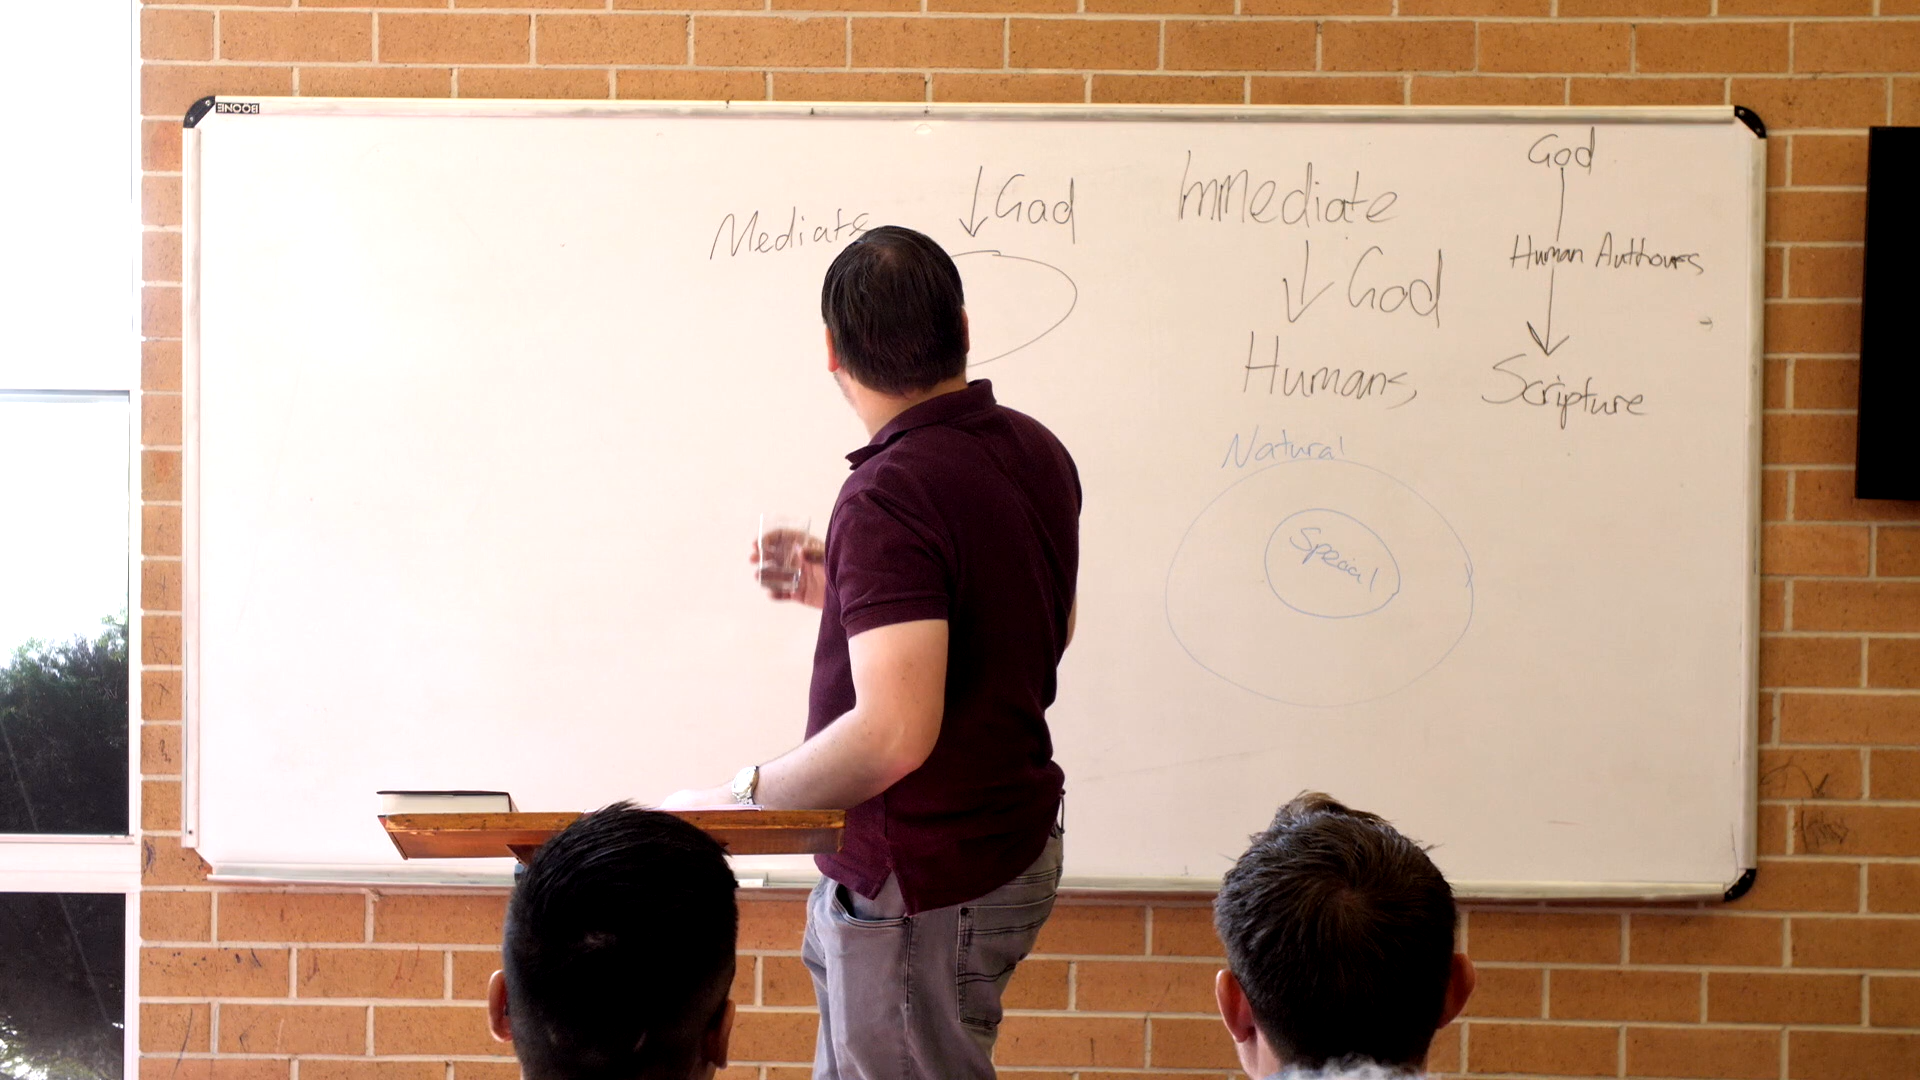 BOONE
Mediate
God
Immediate
God
Humans,
God
Human Authours
Scripture
Natural
Special